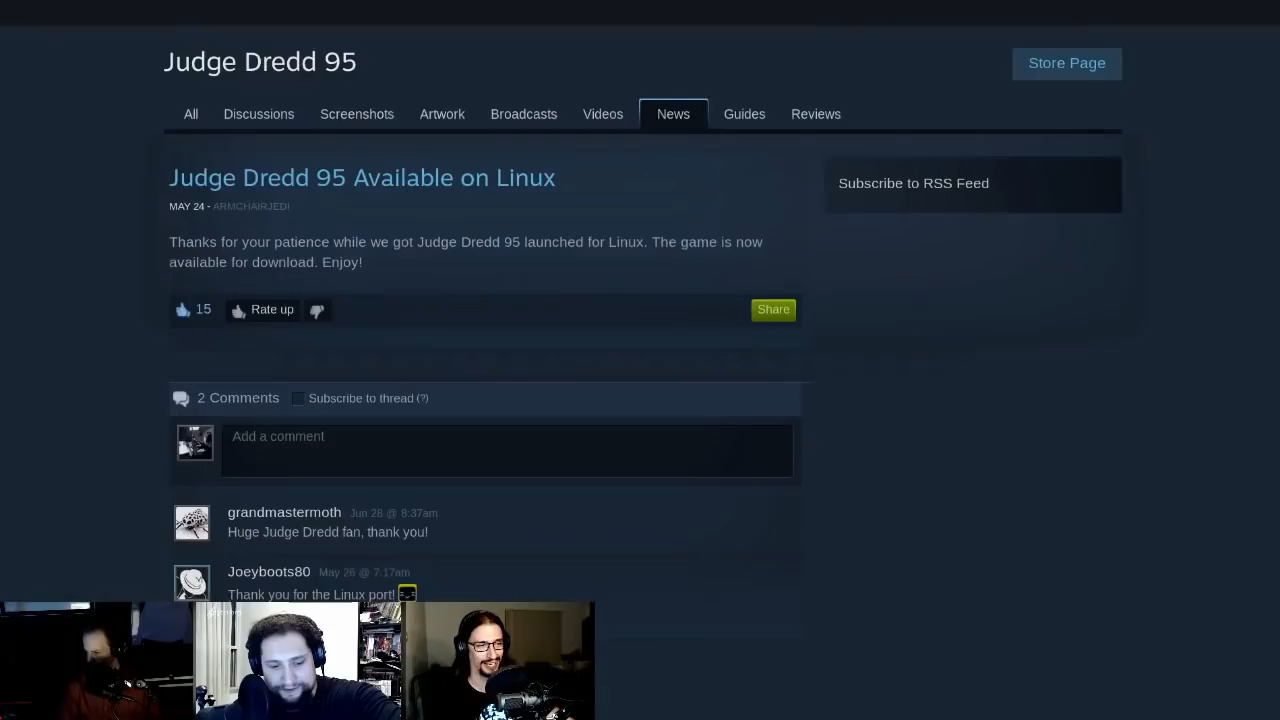 Judge Dredd 95
Store Page
All Discussions Screenshots Artwork Broadcasts Videos News Guides Reviews
Judge Dredd 95 Available on Linux
MAY 24 - ARMCHAIRJEDI
Subscribe to RSS Feed
Thanks for your patience while we got Judge Dredd 95 launched for Linux. The game is now
available for download. Enjoy!
15 Rate up
Share
2 Comments Subscribe to thread (?)
Add a comment
grandmastermoth Jun 28 @ 8:37am
Huge Judge Dredd fan, thank you!
Joeyboots80 May 26 @ 7:17am
Thank you for the Linux port!